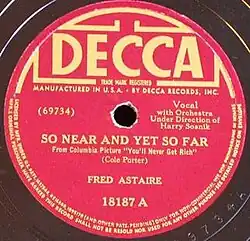 DECCA
TRADE MARK REGISTERED
MANUFACTURED IN U.S.A. BY DECCA RECORDS, INC.
(69734)
Vocal
with Orchestra
Under Direction of
Harry Sosnik
SO NEAR AND YET SO FAR
From Columbia Picture "You'll Never Get Rich"
(Cole Porter)
FRED ASTAIRE
18187 A